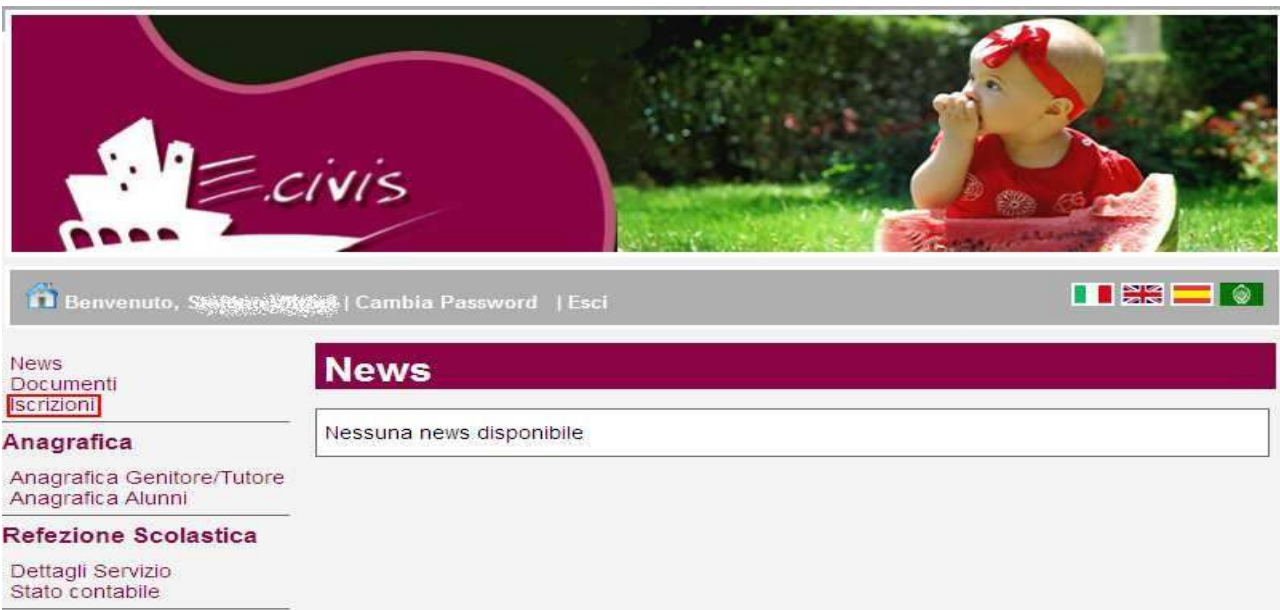 E.civis
Benvenuto, | Cambia Password | Esci
News
Documenti
Iscrizioni
Anagrafica
Anagrafica Genitore/Tutore
Anagrafica Alunni
Refezione Scolastica
Dettagli Servizio
Stato contabile
News
Nessuna news disponibile